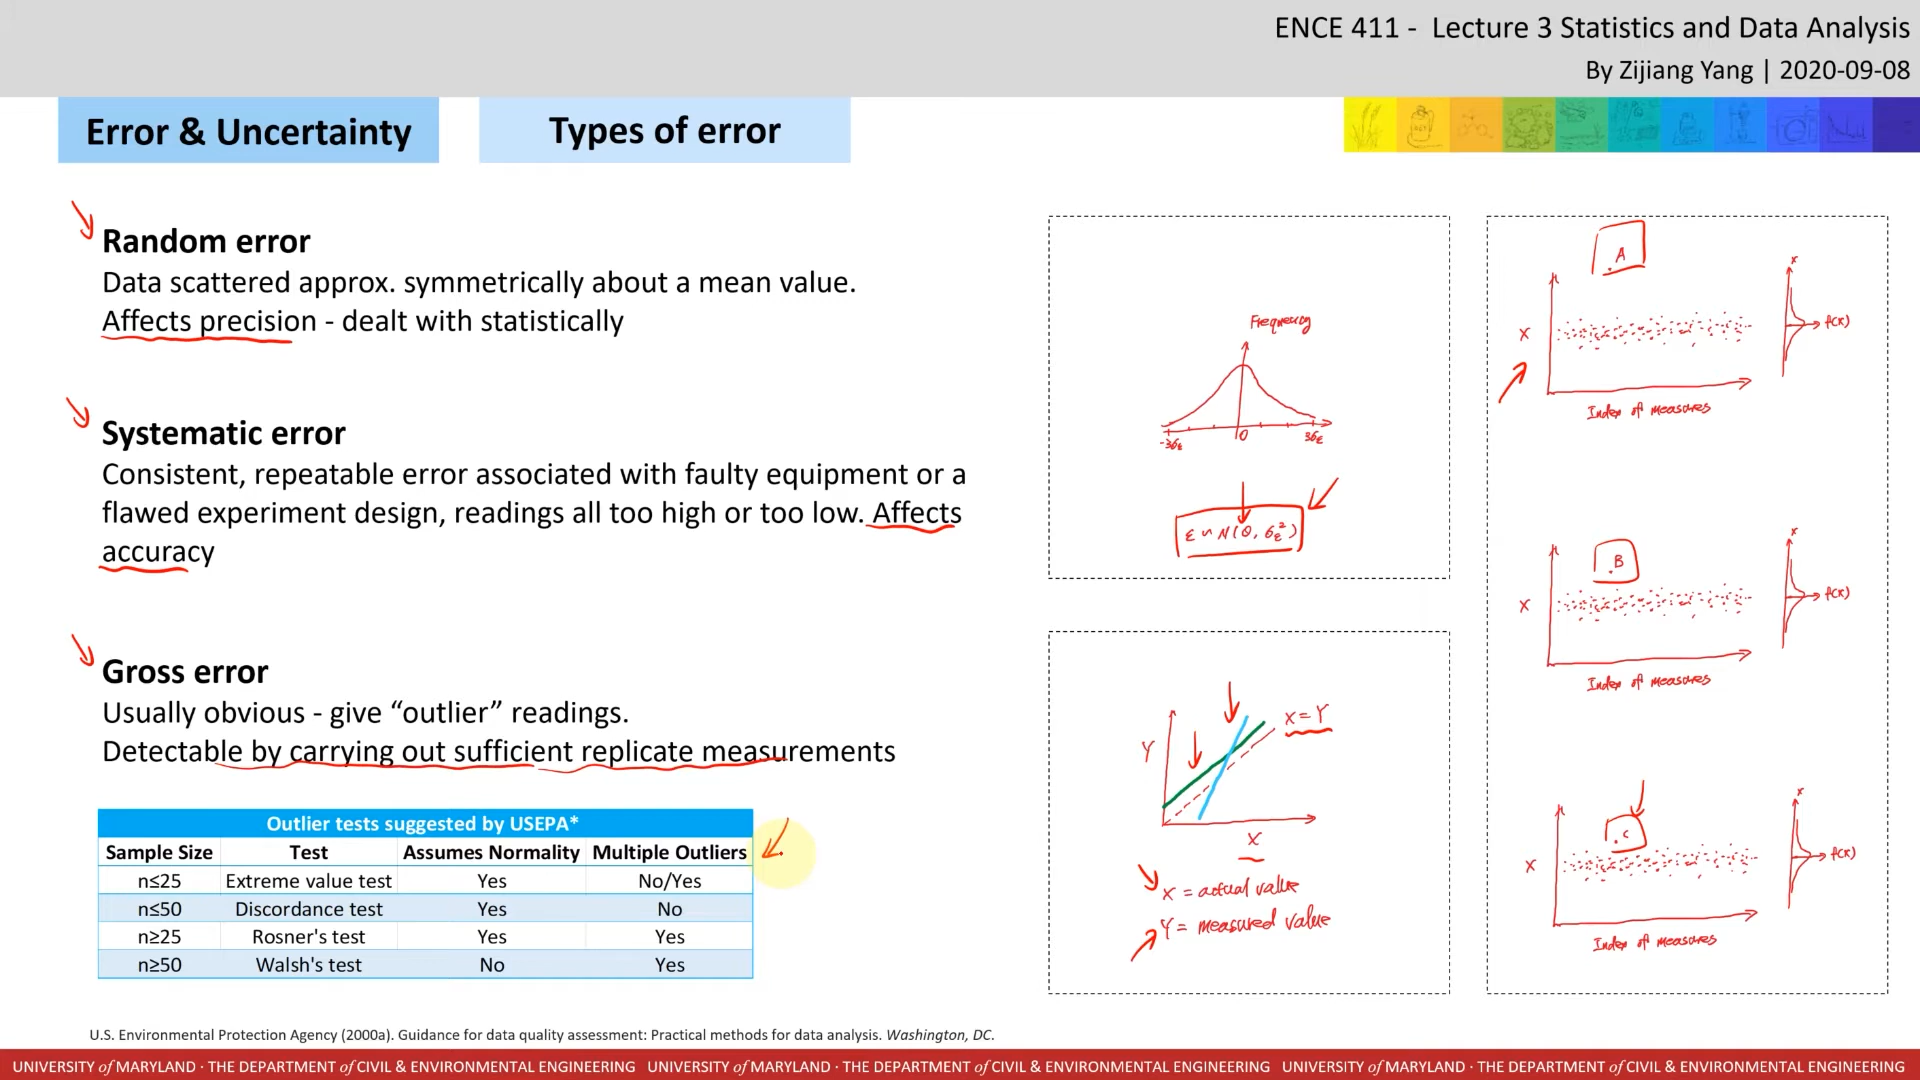 ENCE 411 -  Lecture 3 Statistics and Data Analysis
By Zijiang Yang | 2020-09-08
Error & Uncertainty
Types of error
Random error
Data scattered approx. symmetrically about a mean value.
Affects precision - dealt with statistically
Systematic error
Consistent, repeatable error associated with faulty equipment or a
flawed experiment design, readings all too high or too low. Affects
accuracy
Gross error
Usually obvious - give “outlier” readings.
Detectable by carrying out sufficient replicate measurements
Outlier tests suggested by USEPA*
Sample Size Test Assumes Normality Multiple Outliers
n≤25 Extreme value test Yes No/Yes
n≤50 Discordance test Yes No
n≥25 Rosner's test Yes Yes
n≥50 Walsh's test No Yes
Frequency
-3σε 0 3σε
ε ~ N(0, σε²)
Y
X=Y
X
X = actual value
Y = measured value
A
x
X
f(x)
Index of measures
B
x
X
f(x)
Index of measures
C
x
X
f(x)
Index of measures
U.S. Environmental Protection Agency (2000a). Guidance for data quality assessment: Practical methods for data analysis. Washington, DC.
UNIVERSITY of MARYLAND · THE DEPARTMENT of CIVIL & ENVIRONMENTAL ENGINEERING UNIVERSITY of MARYLAND · THE DEPARTMENT of CIVIL & ENVIRONMENTAL ENGINEERING UNIVERSITY of MARYLAND · THE DEPARTMENT of CIVIL & ENVIRONMENTAL ENGINEERING